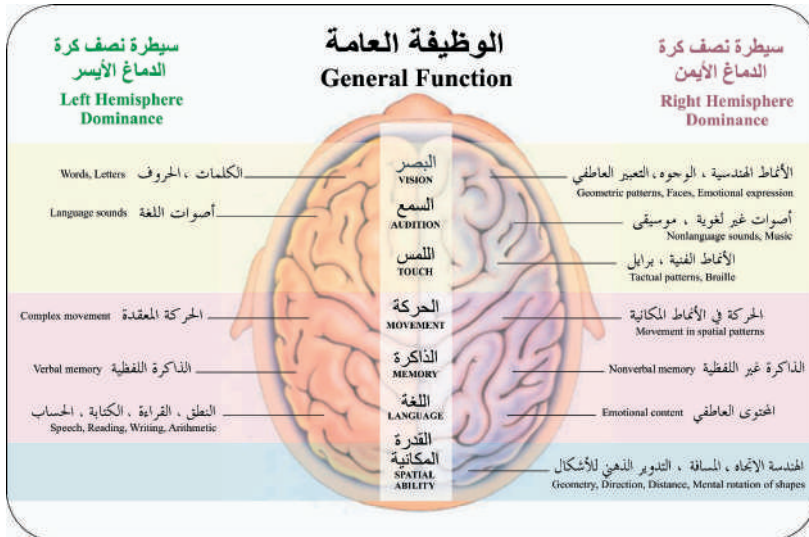 سيطرة نصف كرة
الدماغ الأيسر
Left Hemisphere
Dominance
الوظيفة العامة
General Function
سيطرة نصف كرة
الدماغ الأيمن
Right Hemisphere
Dominance
Words, Letters الكلمات ، الحروف
البصر
VISION
الأنماط الهندسية ، الوجوه، التعبير العاطفي
Geometric patterns, Faces, Emotional expression
Language sounds أصوات اللغة
السمع
AUDITION
أصوات غير لغوية ، موسيقى
Nonlanguage sounds, Music
اللمس
TOUCH
الأنماط الفنية ، برايل
Tactual patterns, Braille
Complex movement الحركة المعقدة
الحركة
MOVEMENT
الحركة في الأنماط المكانية
Movement in spatial patterns
Verbal memory الذاكرة اللفظية
الذاكرة
MEMORY
Nonverbal memory الذاكرة غير اللفظية
النطق ، القراءة ، الكتابة ، الحساب
Speech, Reading, Writing, Arithmetic
اللغة
LANGUAGE
Emotional content المحتوى العاطفي
القدرة
المكانية
SPATIAL
ABILITY
الهندسة الاتجاه ، المسافة ، التدوير الذهني للأشكال
Geometry, Direction, Distance, Mental rotation of shapes